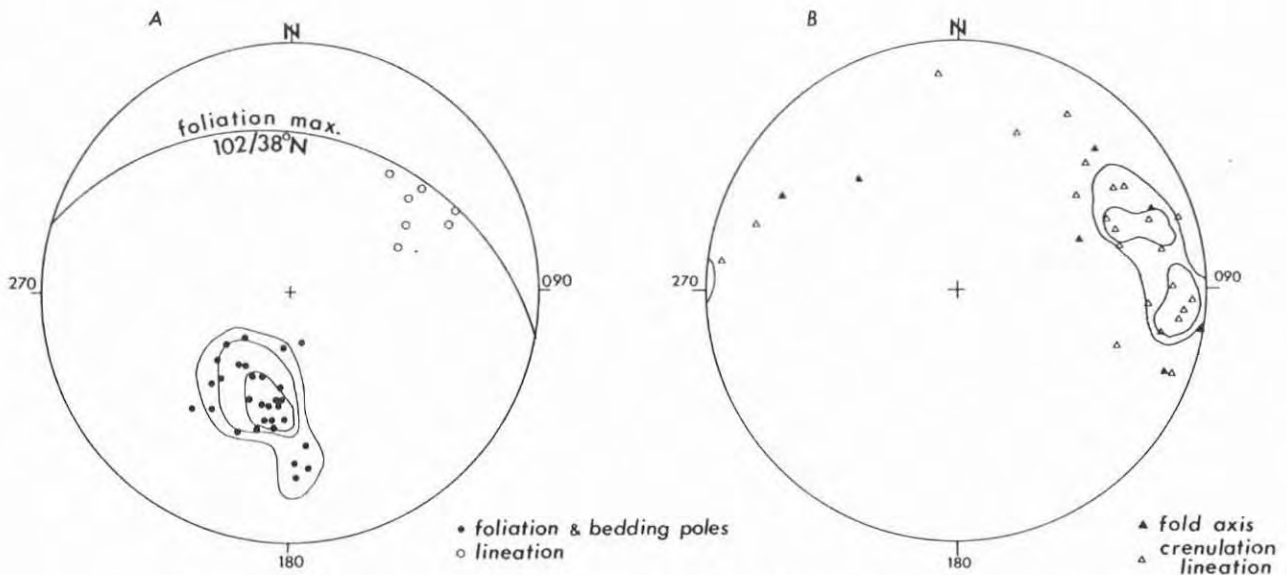 A
N
foliation max.
102/38°N
270
090
180
• foliation & bedding poles
○ lineation
B
N
270
090
180
▲ fold axis
△ crenulation
lineation